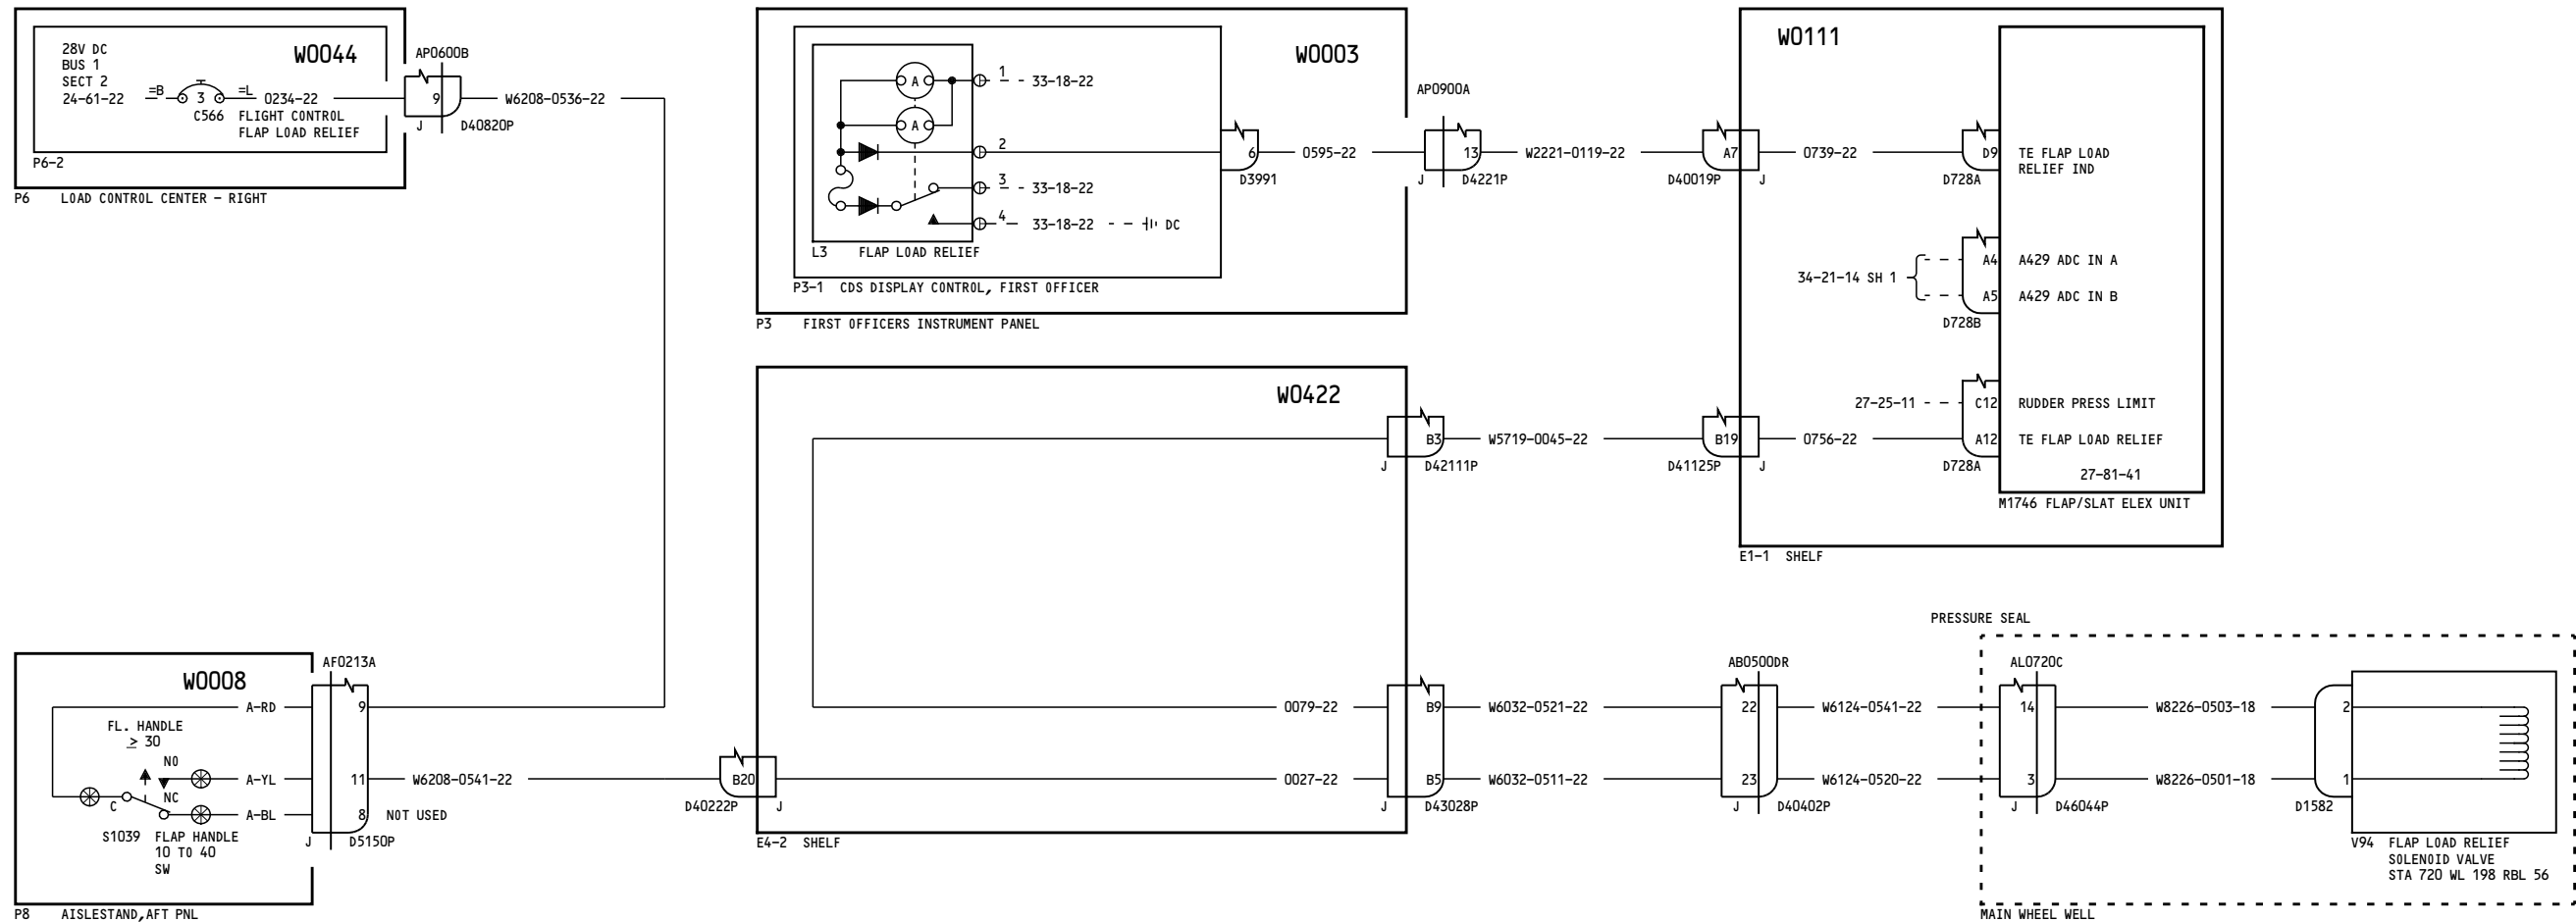 28V DC
BUS 1
SECT 2
24-61-22
=B
3
=L
0234-22
C566
FLIGHT CONTROL
FLAP LOAD RELIEF
W0044
P6-2
P6 LOAD CONTROL CENTER - RIGHT
AP0600B
9
J
D40820P
W6208-0536-22
W0003
A
A
1
33-18-22
2
3
33-18-22
4
33-18-22
DC
L3 FLAP LOAD RELIEF
6
D3991
0595-22
P3-1 CDS DISPLAY CONTROL, FIRST OFFICER
P3 FIRST OFFICERS INSTRUMENT PANEL
AP0900A
13
J
D4221P
W2221-0119-22
A7
D40019P
J
W0111
0739-22
D9
D728A
TE FLAP LOAD
RELIEF IND
34-21-14 SH 1
A4
A429 ADC IN A
A5
A429 ADC IN B
D728B
27-25-11
C12
RUDDER PRESS LIMIT
A12
TE FLAP LOAD RELIEF
D728A
27-81-41
M1746 FLAP/SLAT ELEX UNIT
0756-22
B19
D41125P
J
E1-1 SHELF
W0422
B3
J
D42111P
W5719-0045-22
0079-22
B9
W6032-0521-22
0027-22
B5
W6032-0511-22
J
D43028P
B20
D40222P
J
E4-2 SHELF
W0008
AF0213A
A-RD
9
FL. HANDLE
≥ 30
NO
A-YL
11
W6208-0541-22
C
NC
A-BL
8
NOT USED
S1039 FLAP HANDLE
10 TO 40
SW
J
D5150P
P8 AISLESTAND,AFT PNL
AB0500DR
22
W6124-0541-22
23
W6124-0520-22
J
D40402P
PRESSURE SEAL
AL0720C
14
W8226-0503-18
2
3
W8226-0501-18
1
J
D46044P
D1582
V94 FLAP LOAD RELIEF
SOLENOID VALVE
STA 720 WL 198 RBL 56
MAIN WHEEL WELL